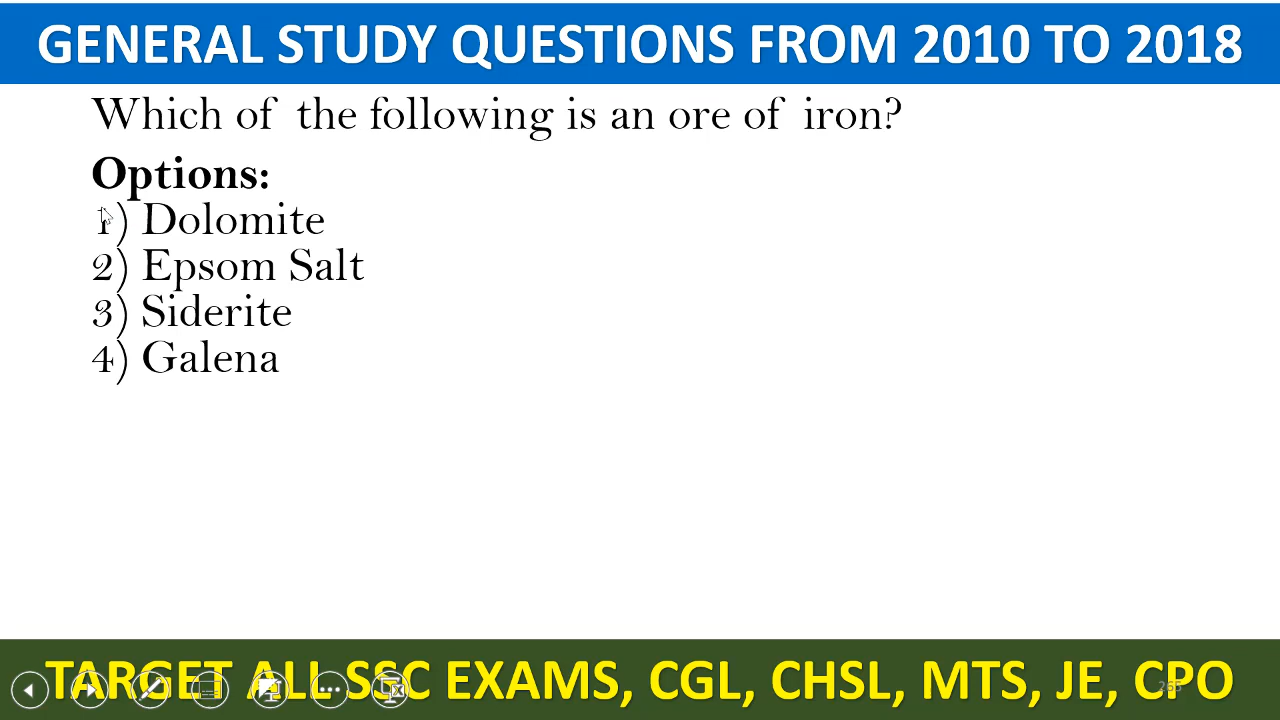 GENERAL STUDY QUESTIONS FROM 2010 TO 2018
Which of the following is an ore of iron?
Options:
1) Dolomite
2) Epsom Salt
3) Siderite
4) Galena
TARGET ALL SSC EXAMS, CGL, CHSL, MTS, JE, CPO
265